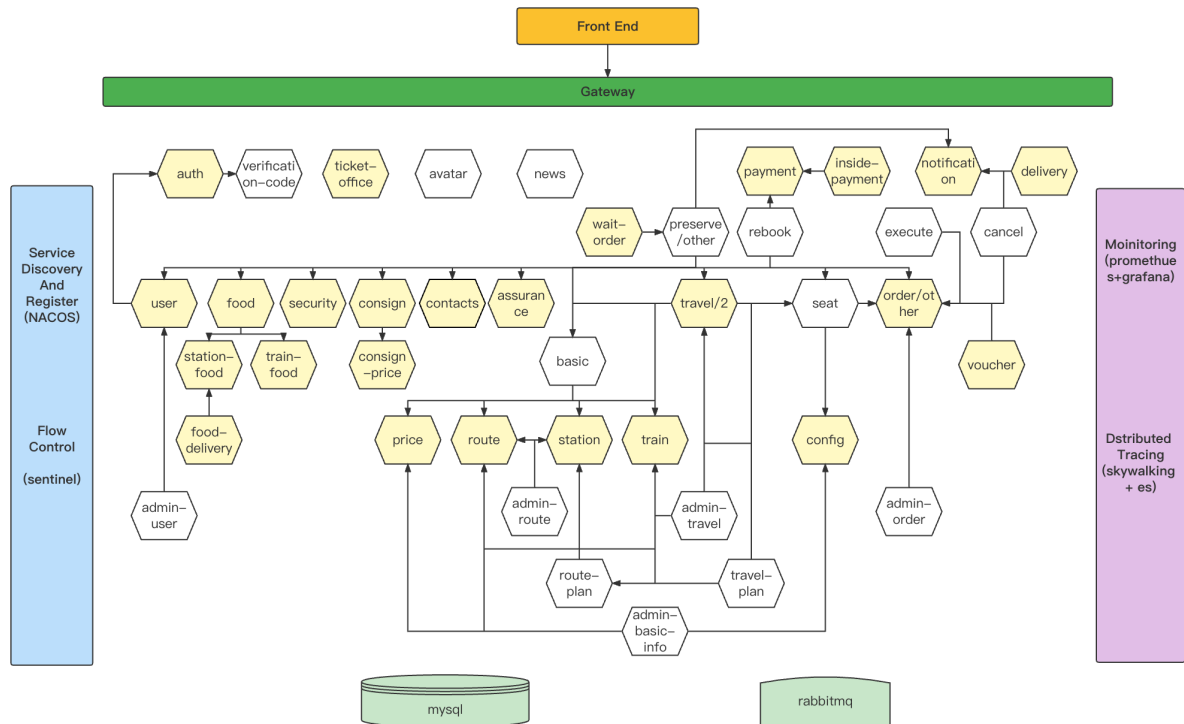 Front End
Gateway
auth
verificati
on-code
ticket-
office
avatar
news
payment
inside-
payment
notificati
on
delivery
wait-
order
preserve
/other
rebook
execute
cancel
Service
Discovery
And
Register
(NACOS)
Flow
Control
(sentinel)
Moinitoring
(promethue
s+grafana)
Dstributed
Tracing
(skywalking
+ es)
user
food
security
consign
contacts
assuran
ce
travel/2
seat
order/ot
her
station-
food
train-
food
consign
-price
basic
voucher
food-
delivery
price
route
station
train
config
admin-
user
admin-
route
admin-
travel
admin-
order
route-
plan
travel-
plan
admin-
basic-
info
mysql
rabbitmq